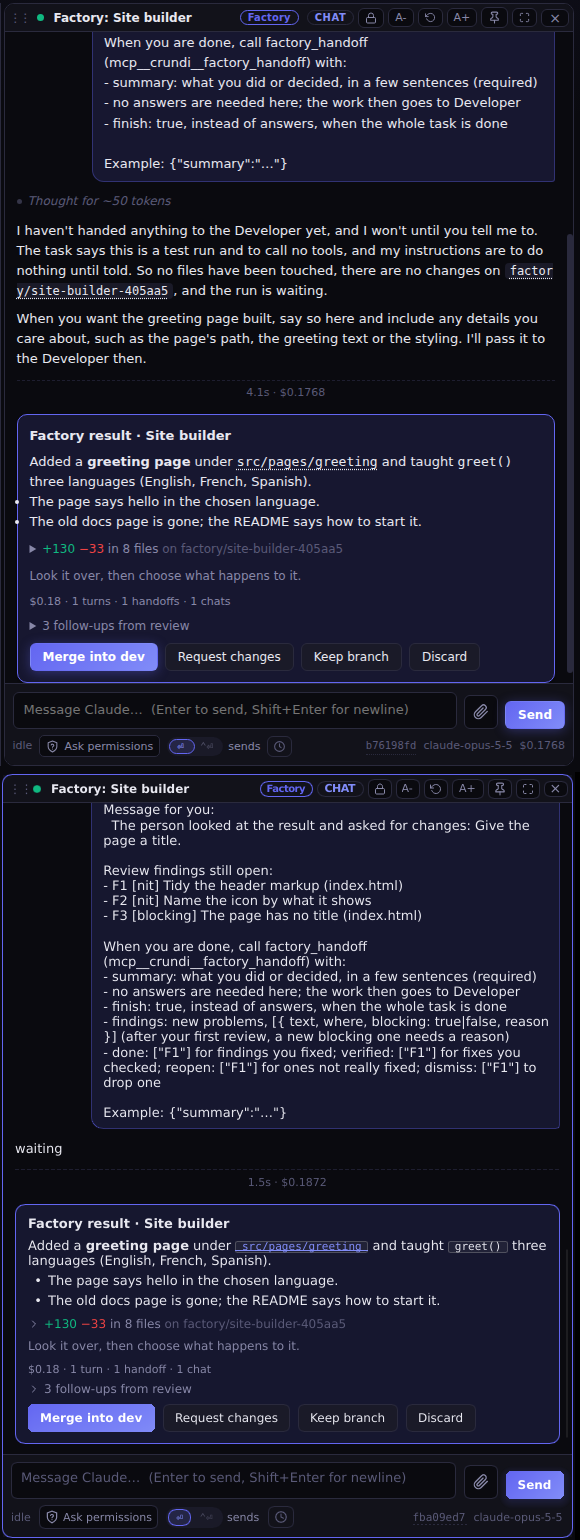 Factory: Site builder Factory CHAT A- A+
When you are done, call factory_handoff
(mcp__crundi__factory_handoff) with:
- summary: what you did or decided, in a few sentences (required)
- no answers are needed here; the work then goes to Developer
- finish: true, instead of answers, when the whole task is done
Example: {"summary":"…"}
Thought for ~50 tokens
I haven't handed anything to the Developer yet, and I won't until you tell me to.
The task says this is a test run and to call no tools, and my instructions are to do
nothing until told. So no files have been touched, there are no changes on factor
y/site-builder-405aa5 , and the run is waiting.
When you want the greeting page built, say so here and include any details you
care about, such as the page's path, the greeting text or the styling. I'll pass it to
the Developer then.
4.1s · $0.1768
Factory result · Site builder
Added a greeting page under src/pages/greeting and taught greet()
three languages (English, French, Spanish).
• The page says hello in the chosen language.
• The old docs page is gone; the README says how to start it.
▶ +130 −33 in 8 files on factory/site-builder-405aa5
Look it over, then choose what happens to it.
$0.18 · 1 turns · 1 handoffs · 1 chats
▶ 3 follow-ups from review
Merge into dev Request changes Keep branch Discard
Message Claude… (Enter to send, Shift+Enter for newline) Send
idle Ask permissions ⏎ ^⏎ sends b76198fd claude-opus-5-5 $0.1768
Factory: Site builder Factory CHAT A- A+
Message for you:
The person looked at the result and asked for changes: Give the
page a title.
Review findings still open:
- F1 [nit] Tidy the header markup (index.html)
- F2 [nit] Name the icon by what it shows
- F3 [blocking] The page has no title (index.html)
When you are done, call factory_handoff
(mcp__crundi__factory_handoff) with:
- summary: what you did or decided, in a few sentences (required)
- no answers are needed here; the work then goes to Developer
- finish: true, instead of answers, when the whole task is done
- findings: new problems, [{ text, where, blocking: true|false, reason
}] (after your first review, a new blocking one needs a reason)
- done: ["F1"] for findings you fixed; verified: ["F1"] for fixes you
checked; reopen: ["F1"] for ones not really fixed; dismiss: ["F1"] to
drop one
Example: {"summary":"…"}
waiting
1.5s · $0.1872
Factory result · Site builder
Added a greeting page under src/pages/greeting and taught greet() three
languages (English, French, Spanish).
• The page says hello in the chosen language.
• The old docs page is gone; the README says how to start it.
› +130 −33 in 8 files on factory/site-builder-405aa5
Look it over, then choose what happens to it.
$0.18 · 1 turn · 1 handoff · 1 chat
› 3 follow-ups from review
Merge into dev Request changes Keep branch Discard
Message Claude… (Enter to send, Shift+Enter for newline) Send
idle Ask permissions ⏎ ^⏎ sends fba09ed7 claude-opus-5-5